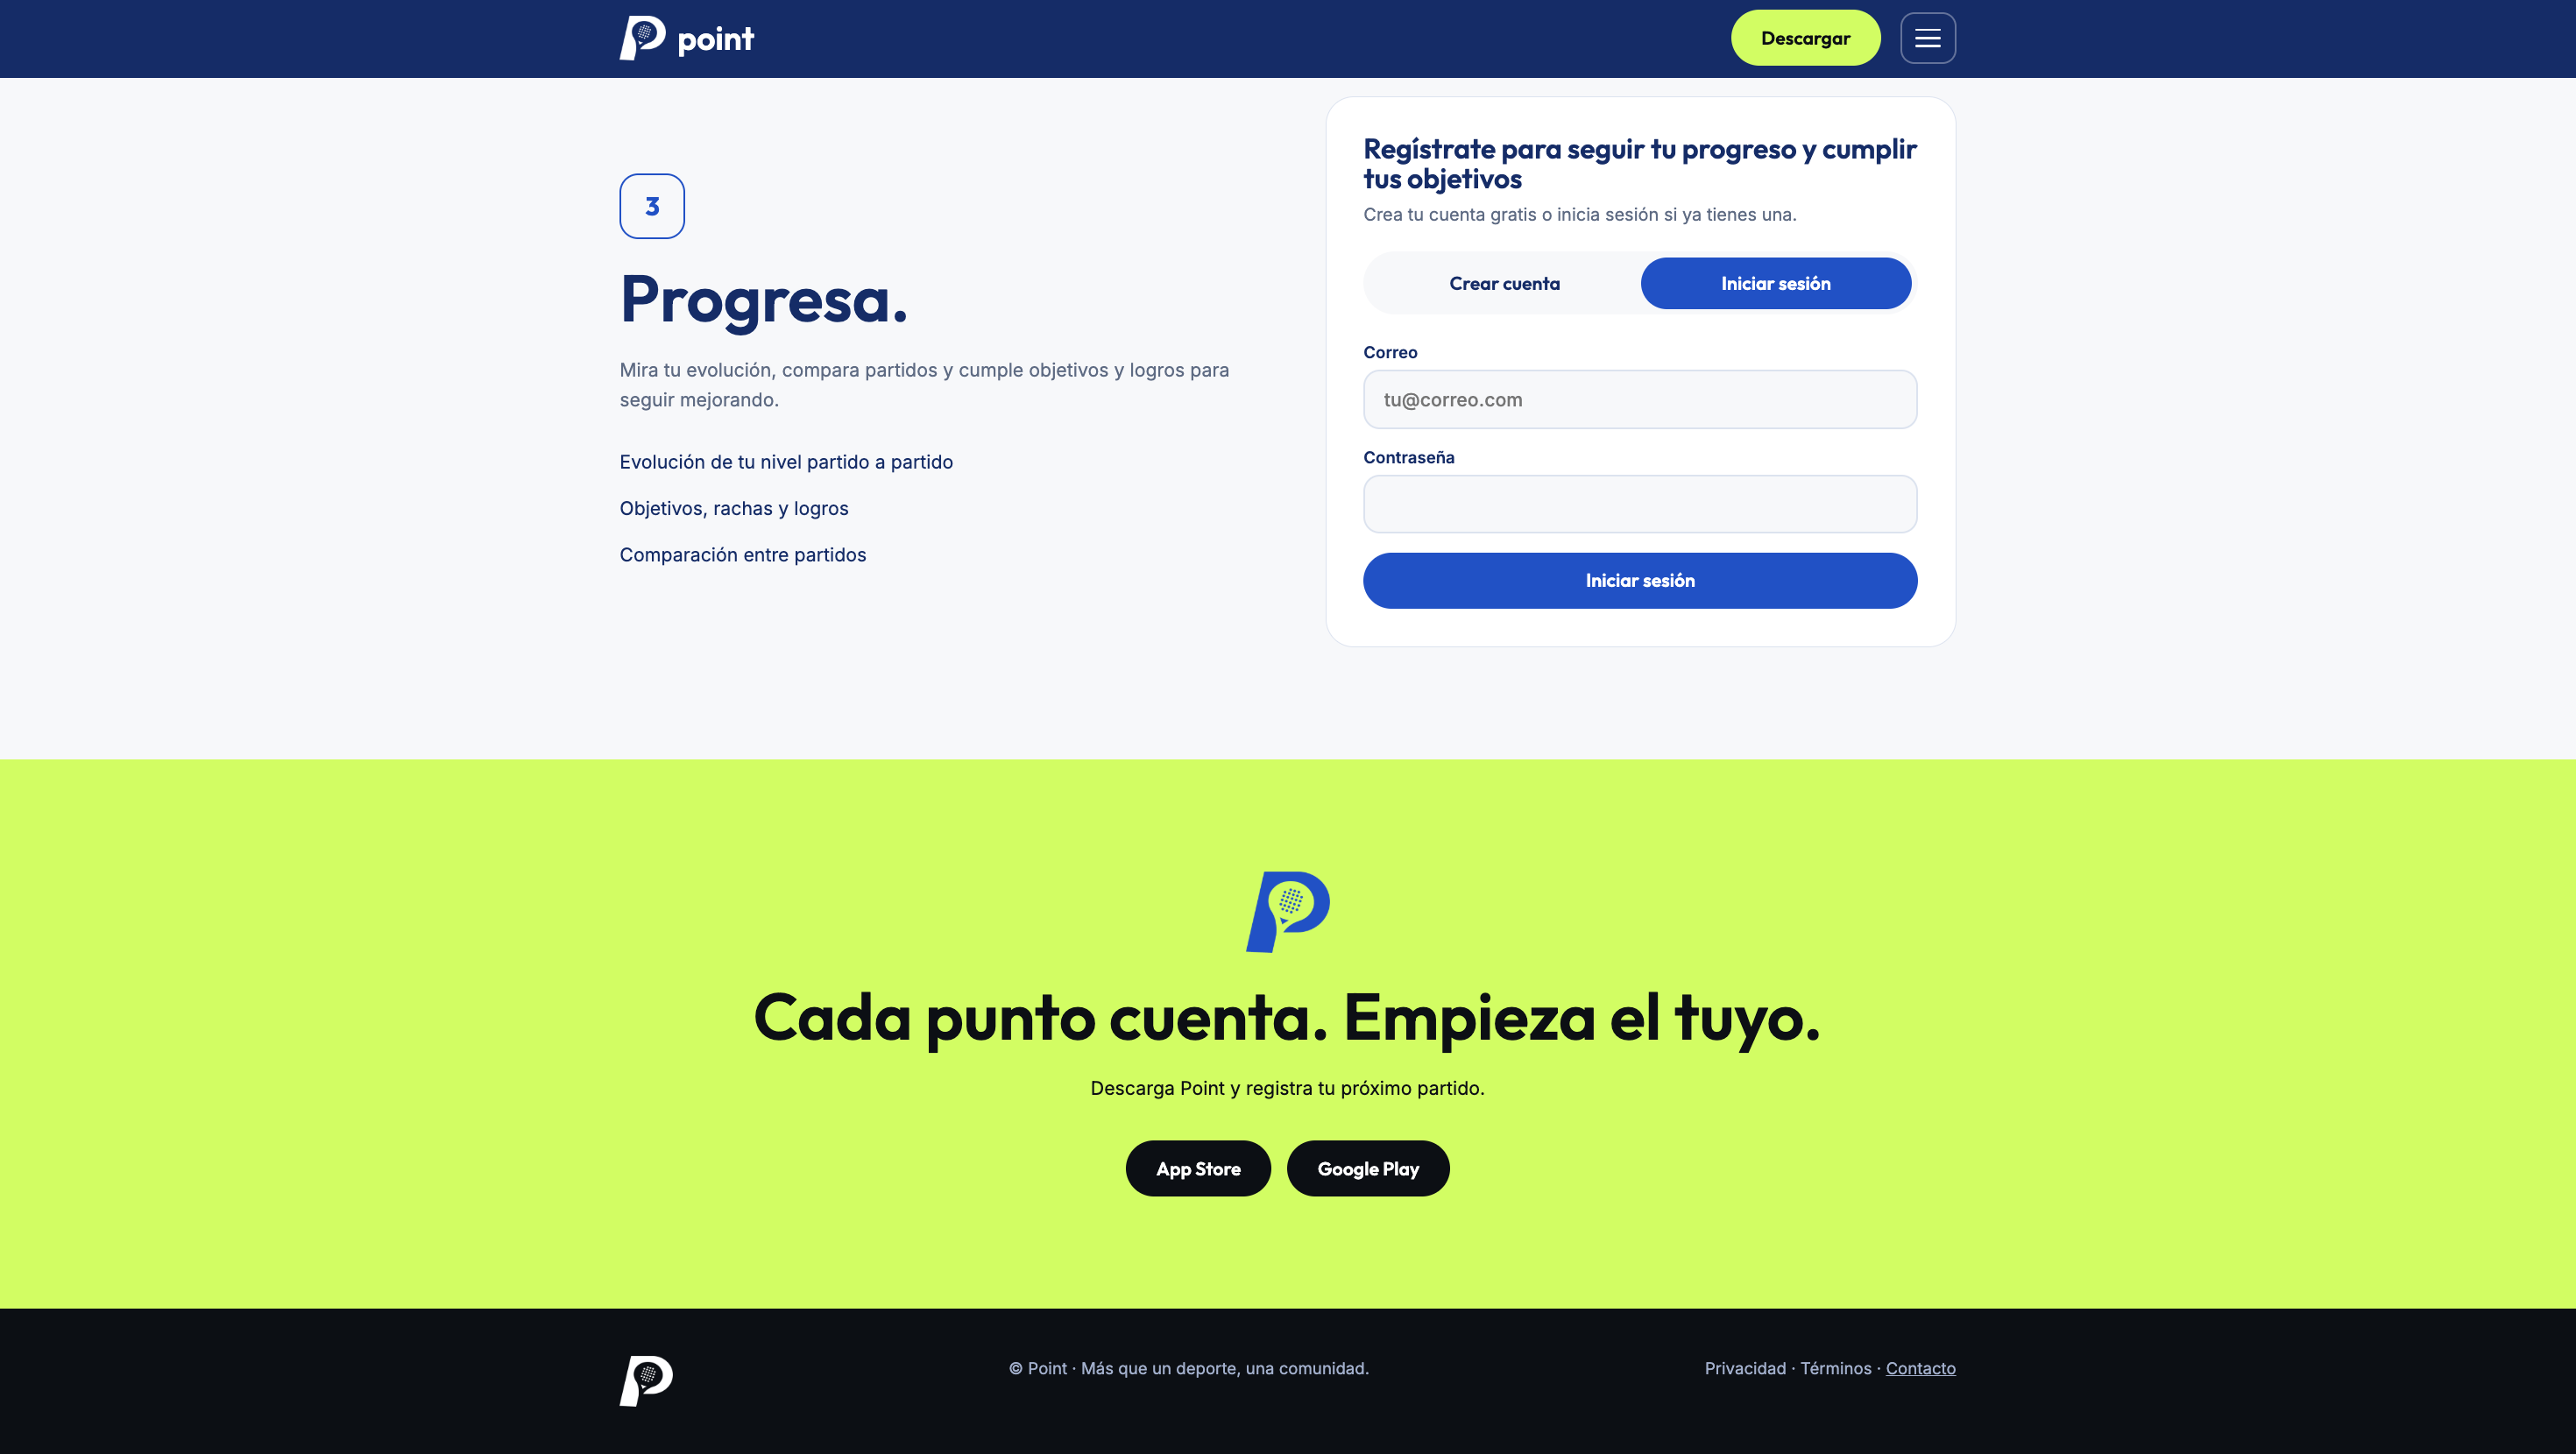 point
Descargar
3
Progresa.
Mira tu evolución, compara partidos y cumple objetivos y logros para
seguir mejorando.
Evolución de tu nivel partido a partido
Objetivos, rachas y logros
Comparación entre partidos
Regístrate para seguir tu progreso y cumplir
tus objetivos
Crea tu cuenta gratis o inicia sesión si ya tienes una.
Crear cuenta
Iniciar sesión
Correo
tu@correo.com
Contraseña
Iniciar sesión
Cada punto cuenta. Empieza el tuyo.
Descarga Point y registra tu próximo partido.
App Store
Google Play
© Point · Más que un deporte, una comunidad.
Privacidad · Términos · Contacto